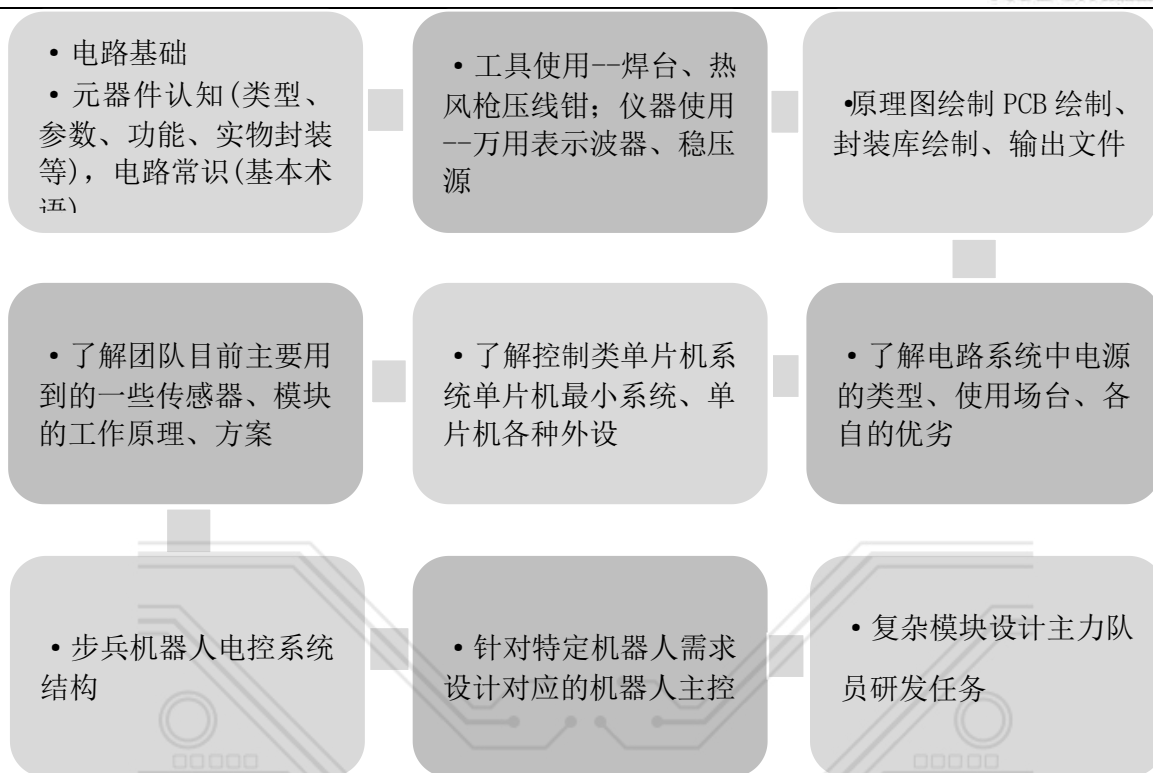 • 电路基础
• 元器件认知(类型、
参数、功能、实物封装
等)，电路常识(基本术
语)
• 工具使用--焊台、热
风枪压线钳；仪器使用
--万用表示波器、稳压
源
•原理图绘制 PCB 绘制、
封装库绘制、输出文件
• 了解团队目前主要用
到的一些传感器、模块
的工作原理、方案
• 了解控制类单片机系
统单片机最小系统、单
片机各种外设
• 了解电路系统中电源
的类型、使用场台、各
自的优劣
• 步兵机器人电控系统
结构
• 针对特定机器人需求
设计对应的机器人主控
• 复杂模块设计主力队
员研发任务